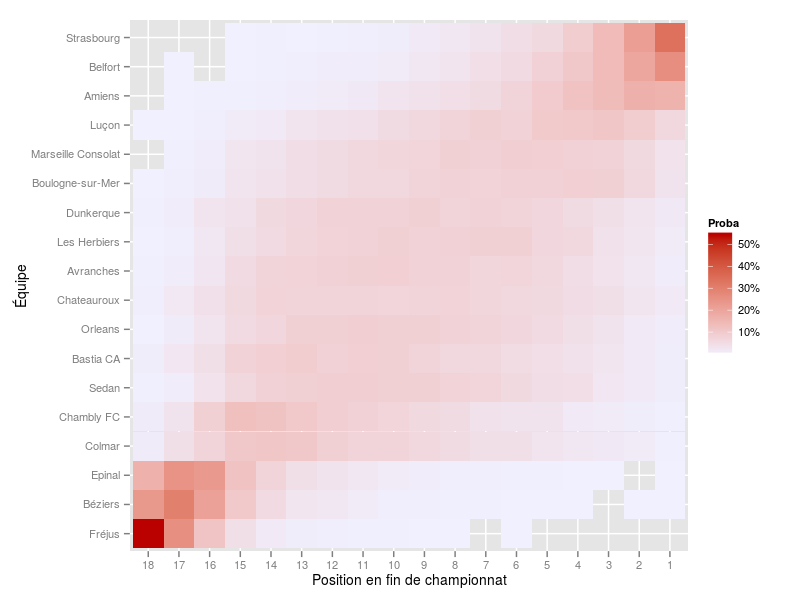 Strasbourg
Belfort
Amiens
Luçon
Marseille Consolat
Boulogne-sur-Mer
Dunkerque
Les Herbiers
Avranches
Chateauroux
Orleans
Bastia CA
Sedan
Chambly FC
Colmar
Epinal
Béziers
Fréjus
Équipe
18 17 16 15 14 13 12 11 10 9 8 7 6 5 4 3 2 1
Position en fin de championnat
Proba
50%
40%
30%
20%
10%